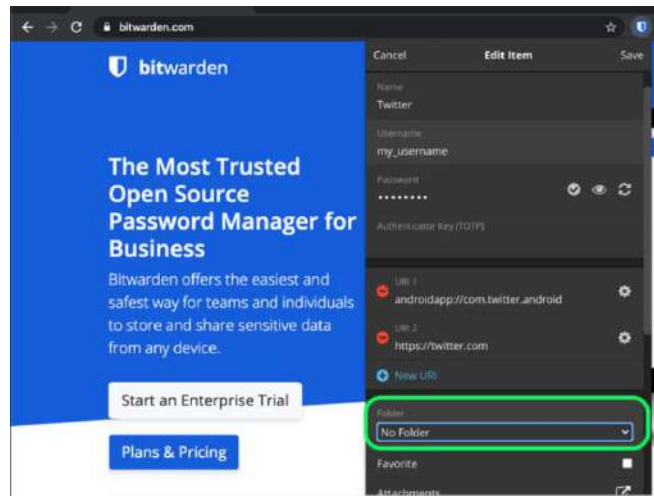 bitwarden.com
bitwarden
The Most Trusted
Open Source
Password Manager for
Business
Bitwarden offers the easiest and
safest way for teams and individuals
to store and share sensitive data
from any device.
Start an Enterprise Trial
Plans & Pricing
Cancel Edit Item Save
Name
Twitter
Username
my_username
Password
••••••••
Authenticator Key (TOTP)
URI 1
androidapp://com.twitter.android
URI 2
https://twitter.com
New URI
Folder
No Folder
Favorite
Attachments